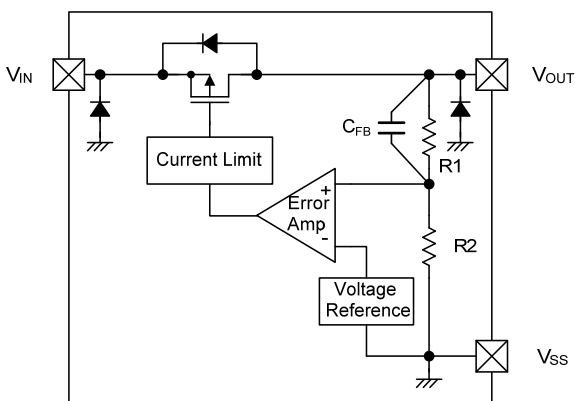 VIN
VOUT
CFB
R1
Current Limit
+
Error
Amp
-
R2
Voltage
Reference
VSS